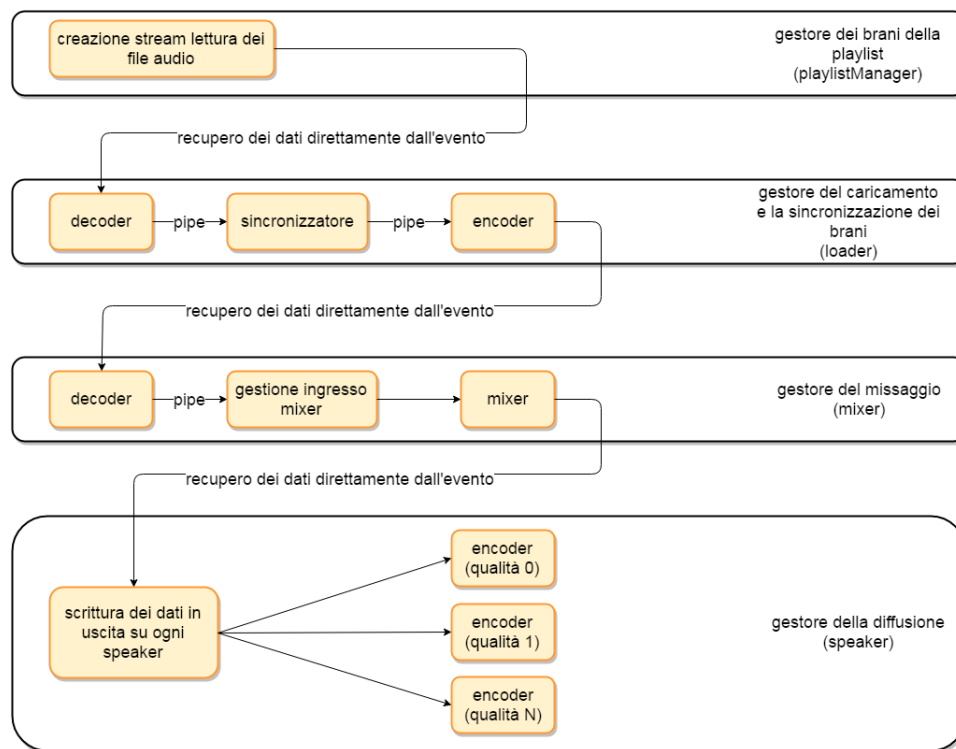 creazione stream lettura dei
file audio
gestore dei brani della
playlist
(playlistManager)
recupero dei dati direttamente dall'evento
decoder
pipe
sincronizzatore
pipe
encoder
gestore del caricamento
e la sincronizzazione dei
brani
(loader)
recupero dei dati direttamente dall'evento
decoder
pipe
gestione ingresso
mixer
mixer
gestore del missaggio
(mixer)
recupero dei dati direttamente dall'evento
scrittura dei dati in
uscita su ogni
speaker
encoder
(qualità 0)
encoder
(qualità 1)
encoder
(qualità N)
gestore della diffusione
(speaker)